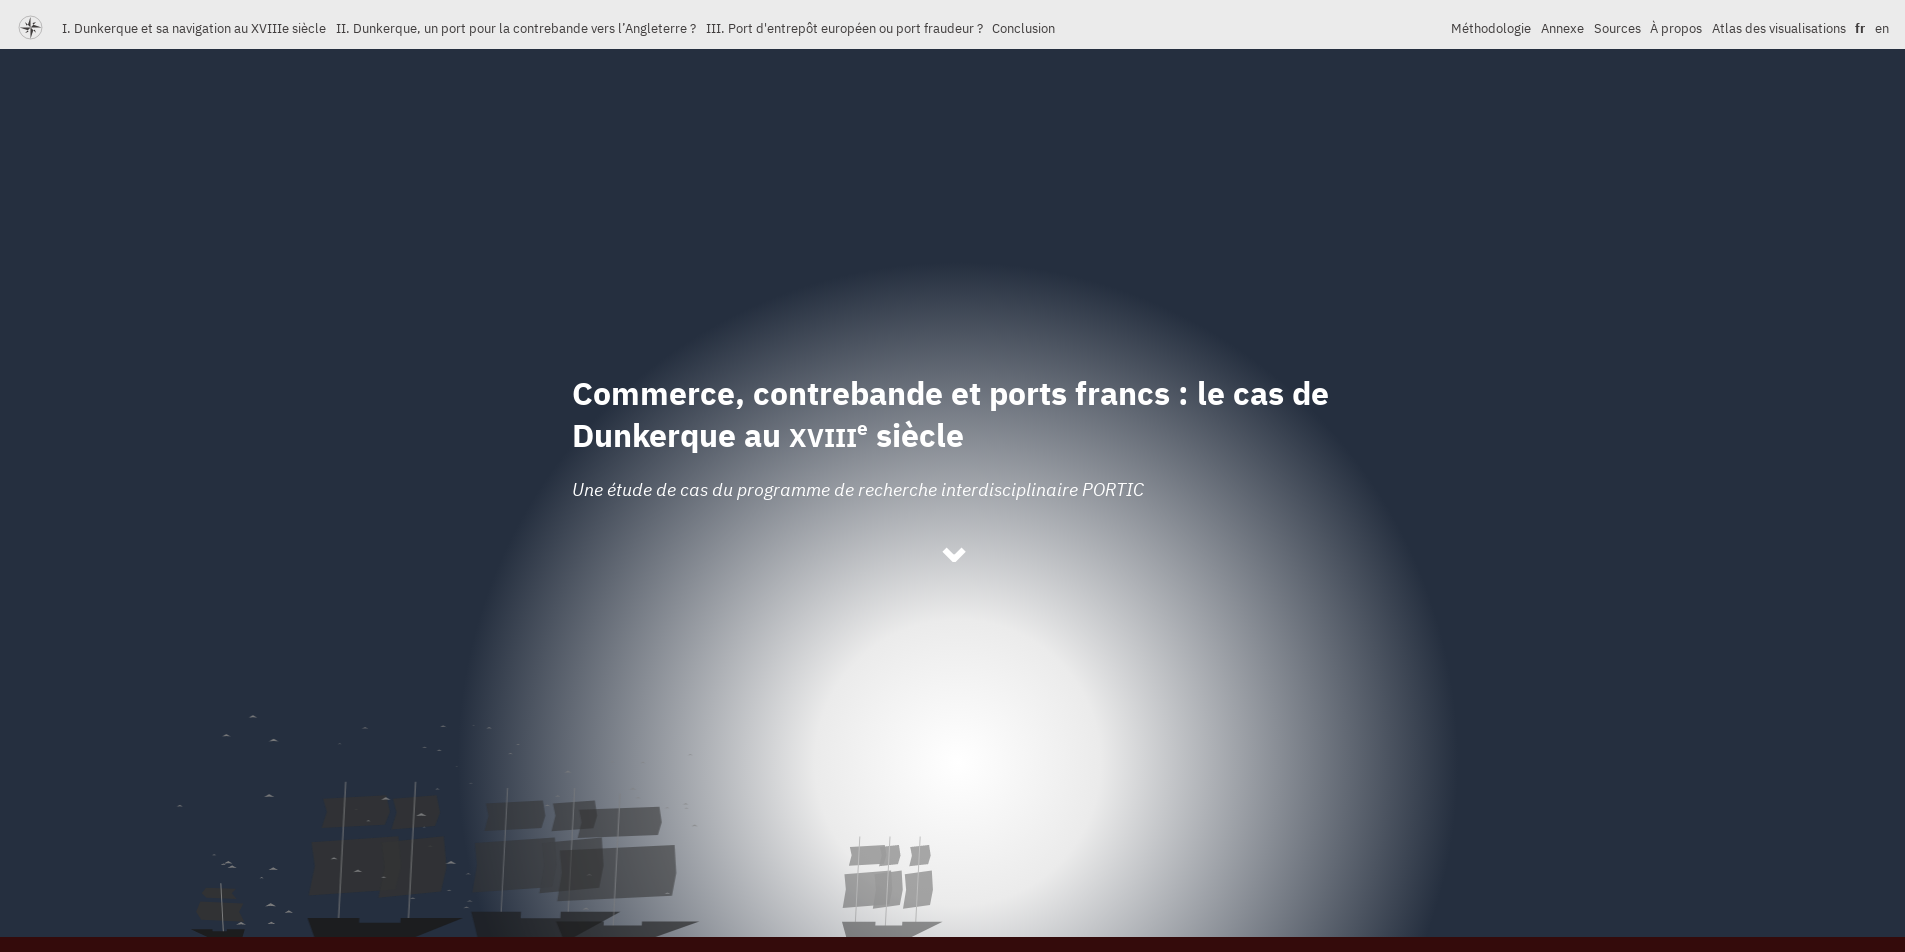 I. Dunkerque et sa navigation au XVIIIe siècle II. Dunkerque, un port pour la contrebande vers l’Angleterre ? III. Port d'entrepôt européen ou port fraudeur ? Conclusion Méthodologie Annexe Sources À propos Atlas des visualisations fr en
Commerce, contrebande et ports francs : le cas de
Dunkerque au XVIIIe siècle
Une étude de cas du programme de recherche interdisciplinaire PORTIC